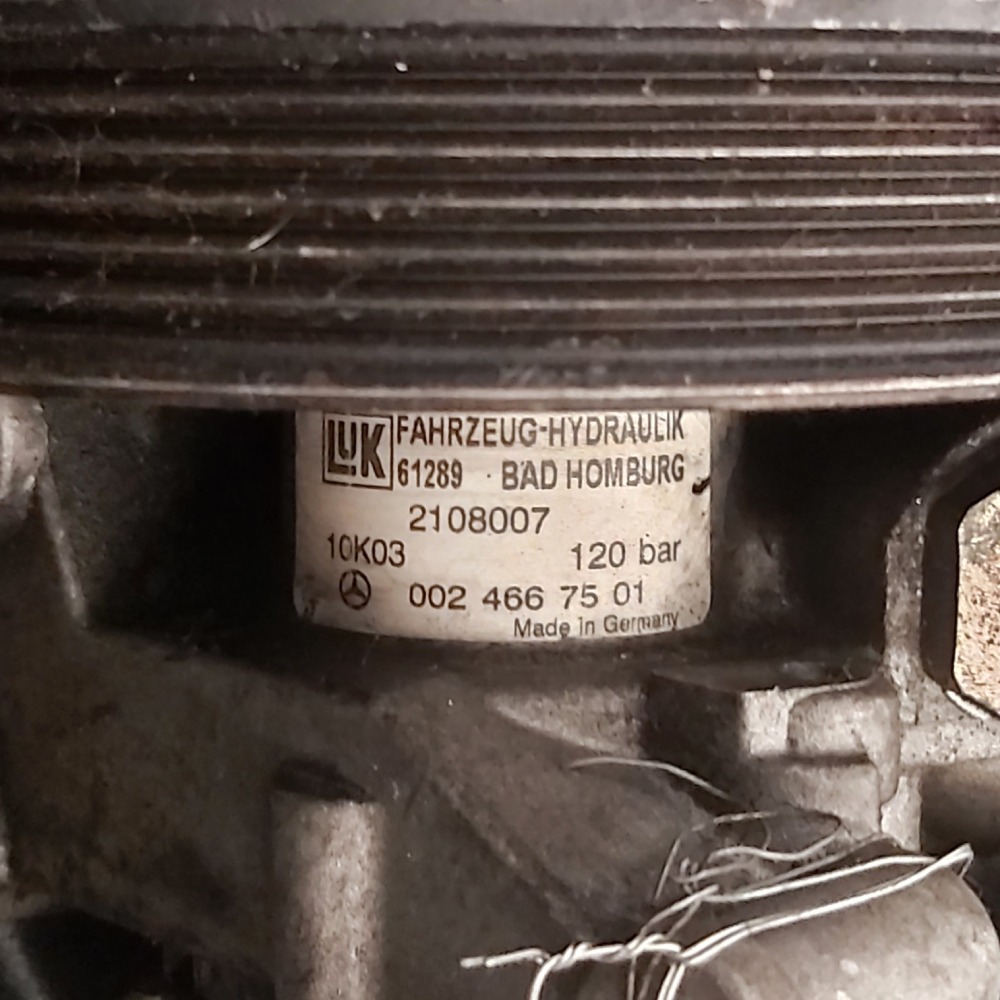 LUK FAHRZEUG-HYDRAULIK
61289 · BAD HOMBURG
2108007
10K03 120 bar
002 466 75 01
Made in Germany